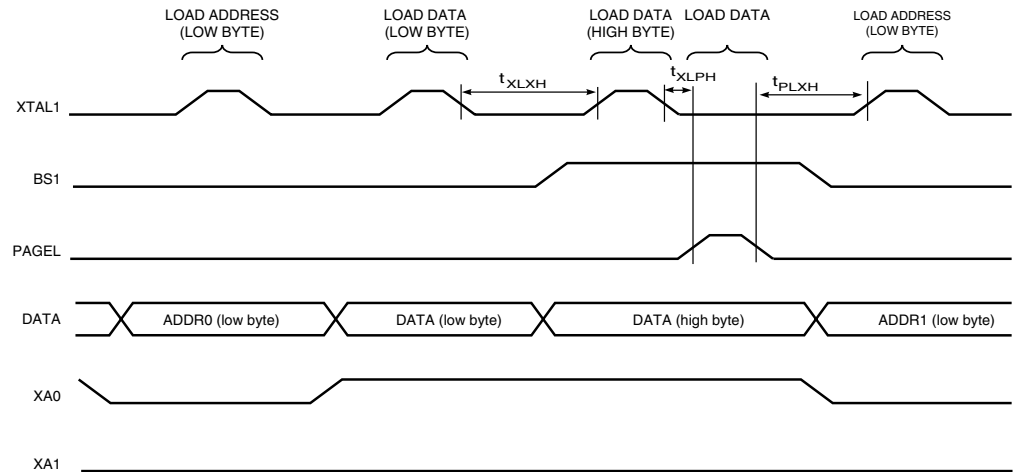 LOAD ADDRESS
(LOW BYTE)
LOAD DATA
(LOW BYTE)
LOAD DATA
(HIGH BYTE)
LOAD DATA
LOAD ADDRESS
(LOW BYTE)
XTAL1
tXLXH
tXLPH
tPLXH
BS1
PAGEL
DATA
ADDR0 (low byte)
DATA (low byte)
DATA (high byte)
ADDR1 (low byte)
XA0
XA1